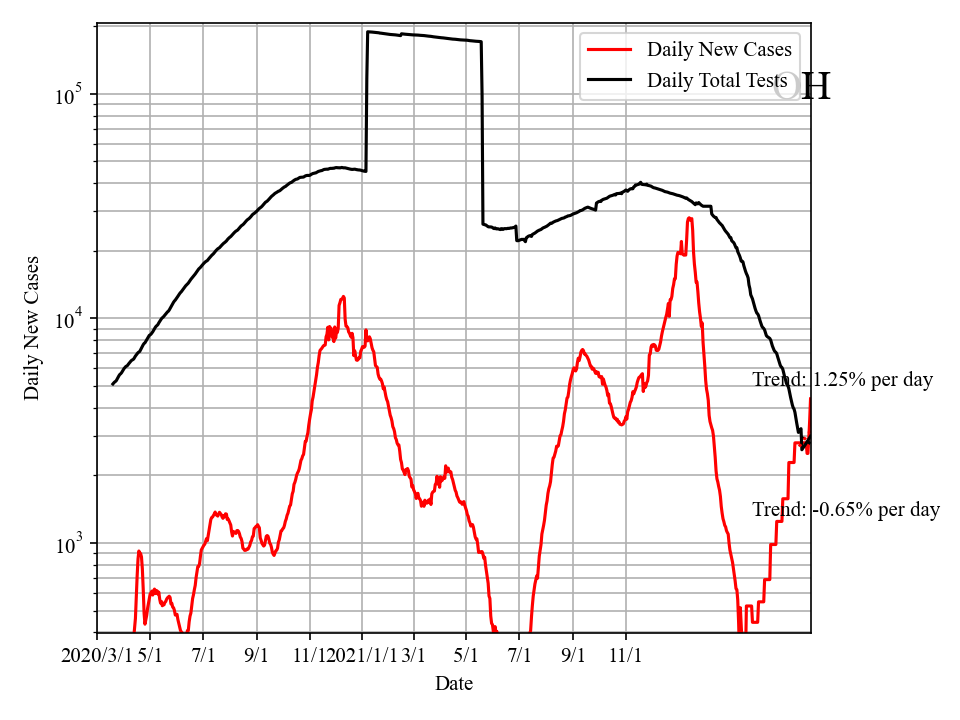 Daily New Cases
Daily Total Tests
OH
10^5
10^4
10^3
Daily New Cases
Trend: 1.25% per day
Trend: -0.65% per day
2020/3/1 5/1 7/1 9/1 11/1 2021/1/1 3/1 5/1 7/1 9/1 11/1
Date